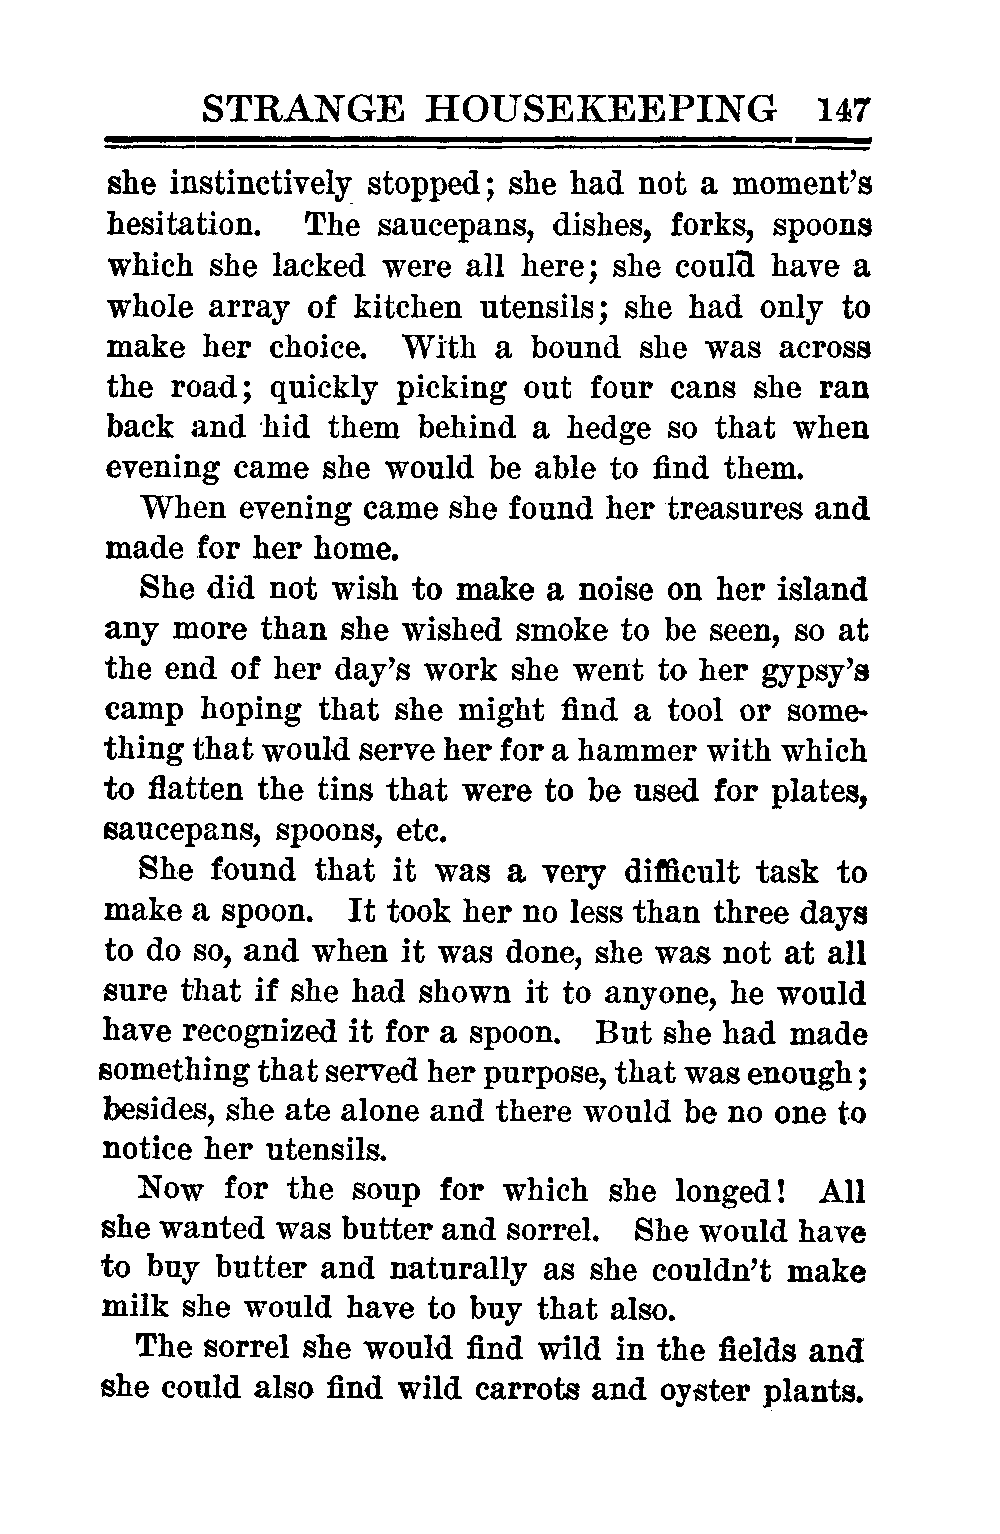 STRANGE HOUSEKEEPING 147
she instinctively stopped; she had not a moment's
hesitation. The saucepans, dishes, forks, spoons
which she lacked were all here; she could have a
whole array of kitchen utensils; she had only to
make her choice. With a bound she was across
the road; quickly picking out four cans she ran
back and hid them behind a hedge so that when
evening came she would be able to find them.
When evening came she found her treasures and
made for her home.
She did not wish to make a noise on her island
any more than she wished smoke to be seen, so at
the end of her day's work she went to her gypsy's
camp hoping that she might find a tool or some-
thing that would serve her for a hammer with which
to flatten the tins that were to be used for plates,
saucepans, spoons, etc.
She found that it was a very difficult task to
make a spoon. It took her no less than three days
to do so, and when it was done, she was not at all
sure that if she had shown it to anyone, he would
have recognized it for a spoon. But she had made
something that served her purpose, that was enough;
besides, she ate alone and there would be no one to
notice her utensils.
Now for the soup for which she longed! All
she wanted was butter and sorrel. She would have
to buy butter and naturally as she couldn't make
milk she would have to buy that also.
The sorrel she would find wild in the fields and
she could also find wild carrots and oyster plants.